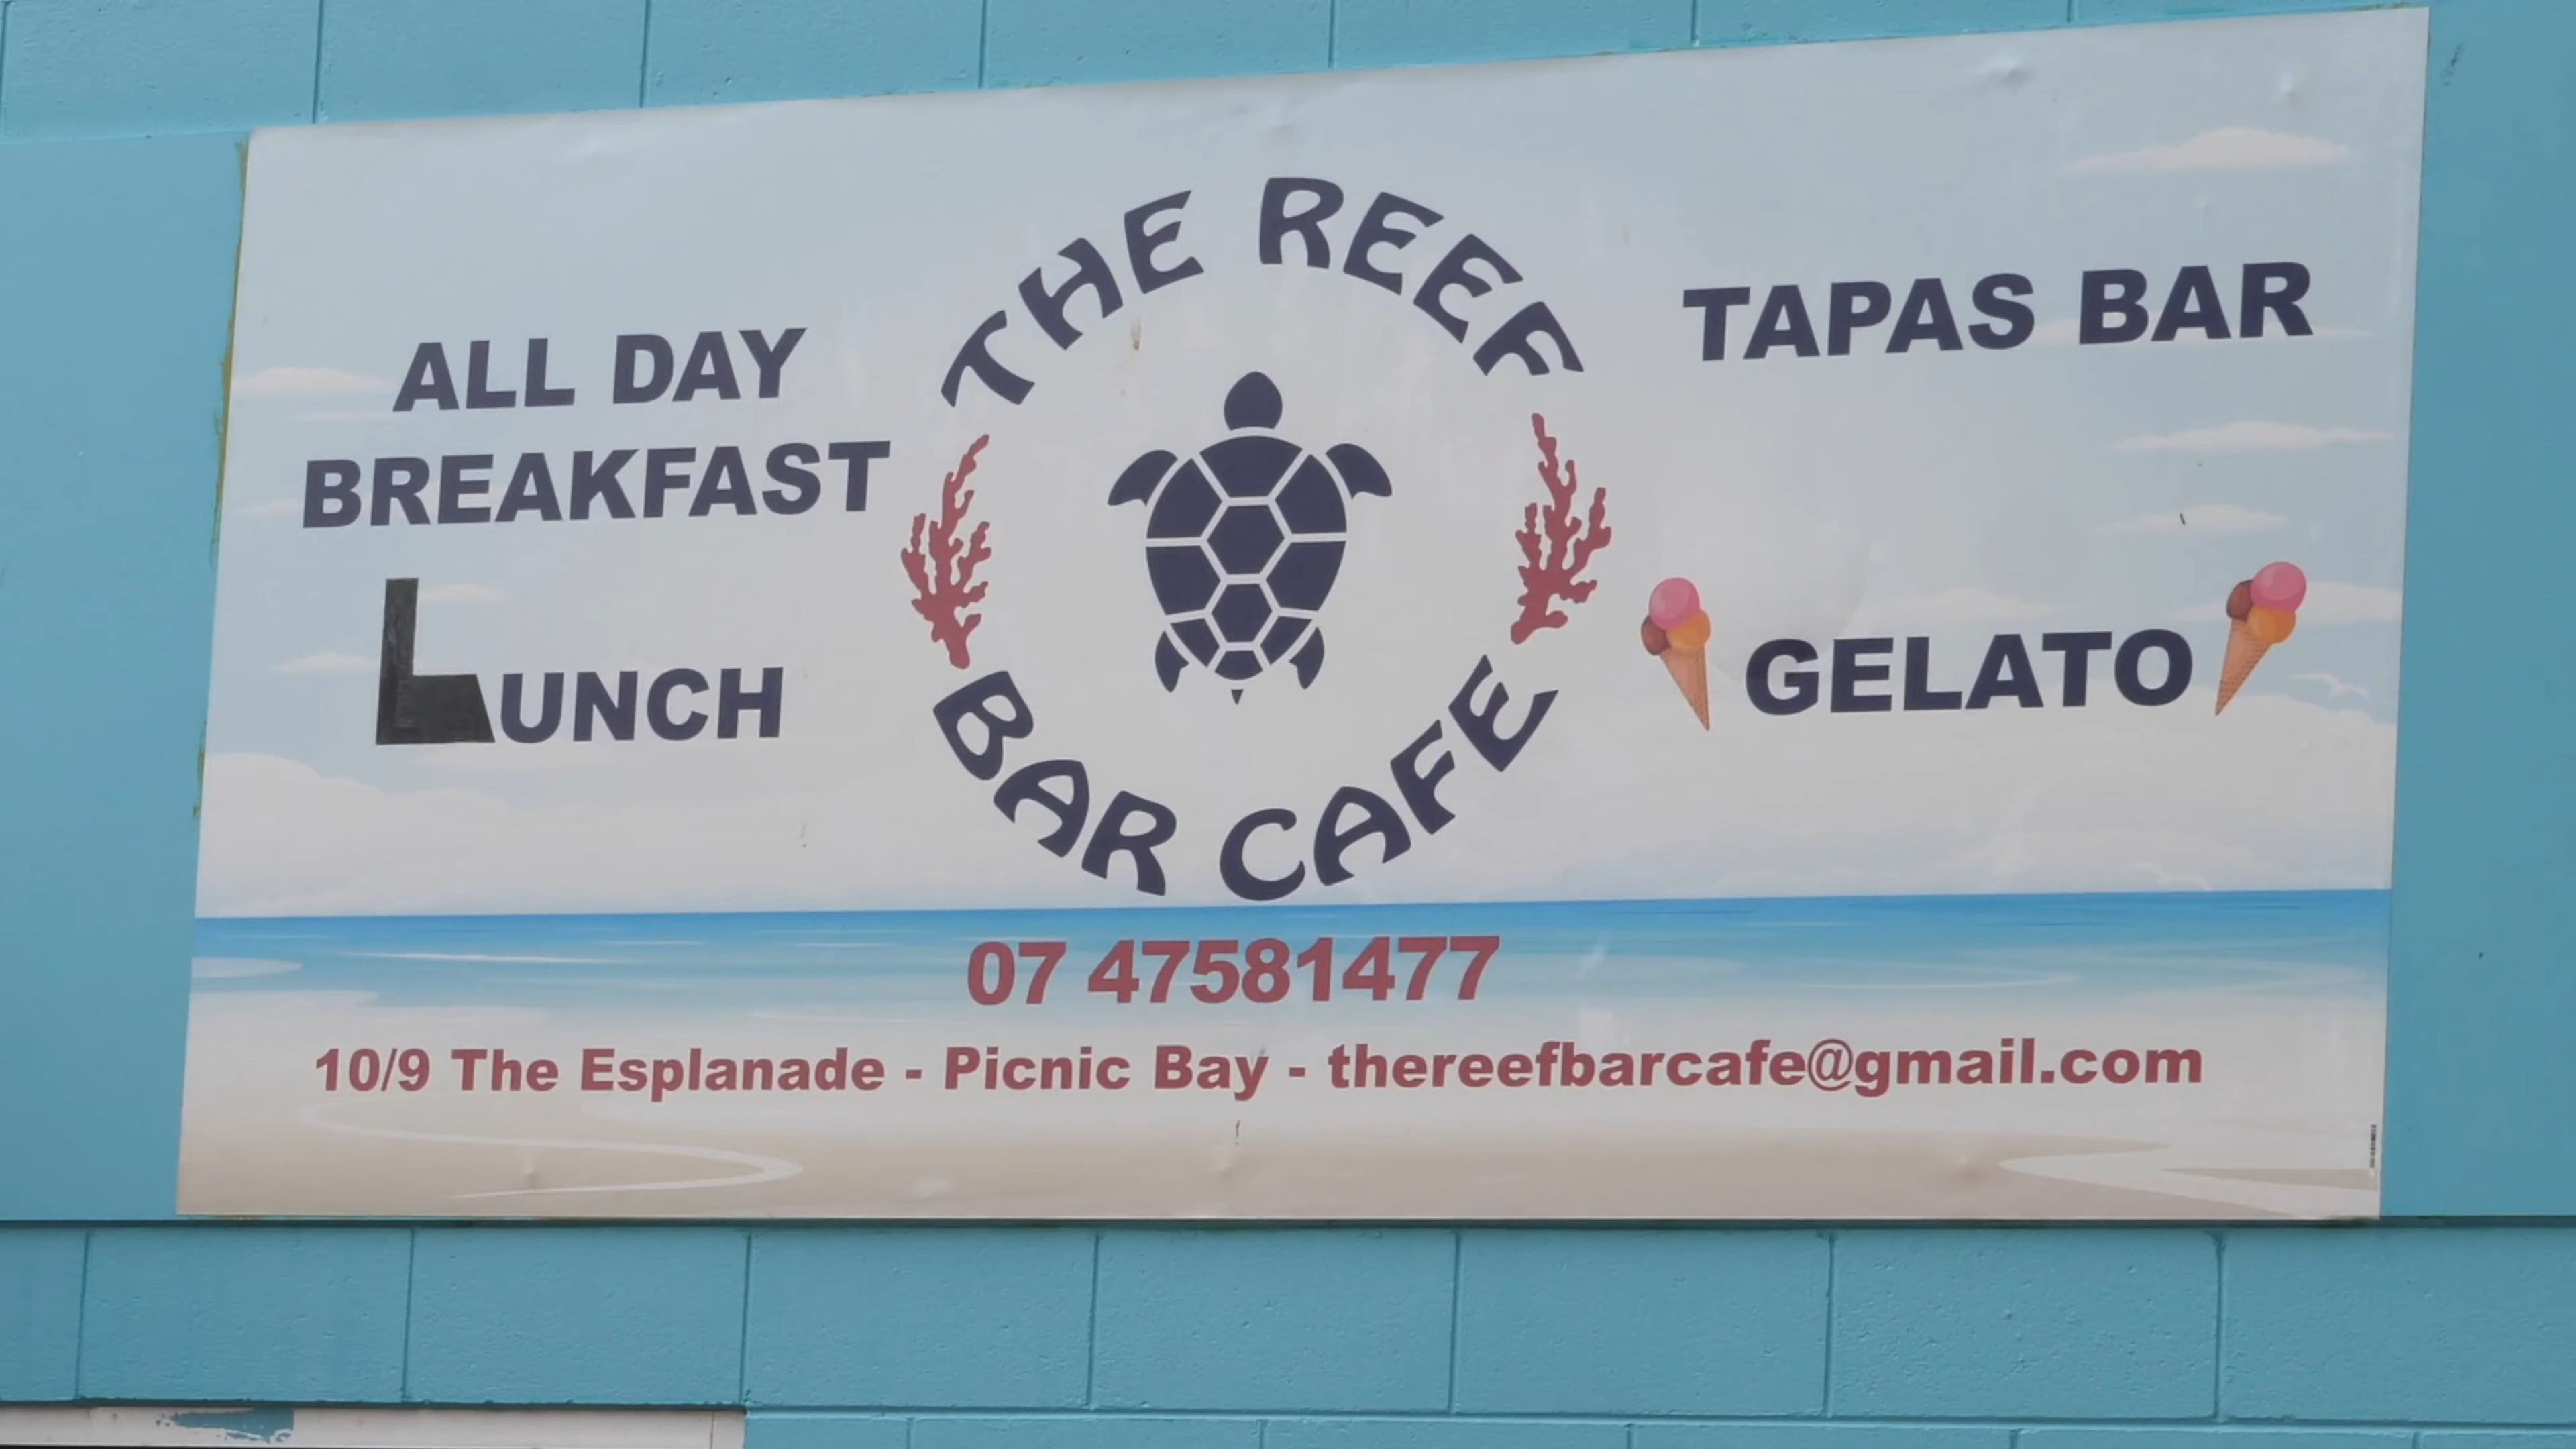 THE REEF
BAR CAFE
ALL DAY
BREAKFAST
LUNCH
TAPAS BAR
GELATO
07 47581477
10/9 The Esplanade - Picnic Bay - thereefbarcafe@gmail.com